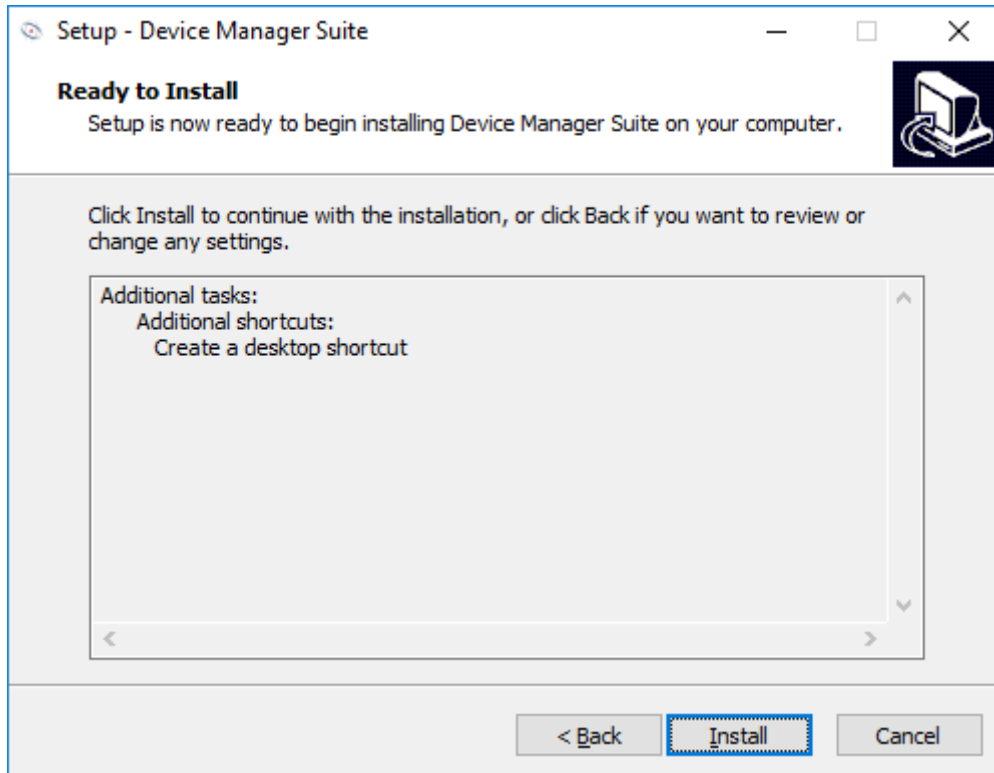 Setup - Device Manager Suite
Ready to Install
Setup is now ready to begin installing Device Manager Suite on your computer.
Click Install to continue with the installation, or click Back if you want to review or
change any settings.
Additional tasks:
Additional shortcuts:
Create a desktop shortcut
< Back
Install
Cancel